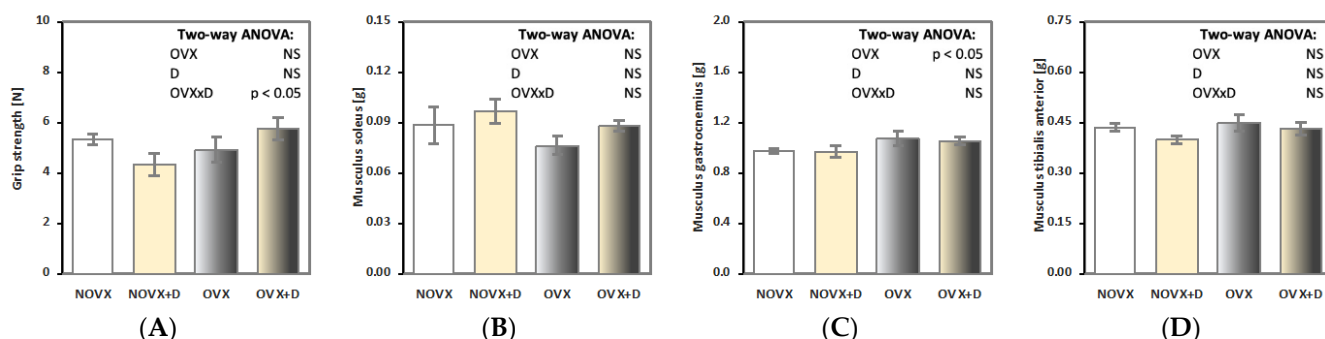 Grip strength [N]
10
8
6
4
2
0
Two-way ANOVA:
OVX NS
D NS
OVXxD p < 0.05
NOVX NOVX+D OVX OVX+D
(A)
Musculus soleus [g]
0.15
0.12
0.09
0.06
0.03
0.00
Two-way ANOVA:
OVX NS
D NS
OVXxD NS
NOVX NOVX+D OVX OVX+D
(B)
Musculus gastrocnemius [g]
2.0
1.6
1.2
0.8
0.4
0.0
Two-way ANOVA:
OVX p < 0.05
D NS
OVXxD NS
NOVX NOVX+D OVX OVX+D
(C)
Musculus tibialis anterior [g]
0.75
0.60
0.45
0.30
0.15
0.00
Two-way ANOVA:
OVX NS
D NS
OVXxD NS
NOVX NOVX+D OVX OVX+D
(D)